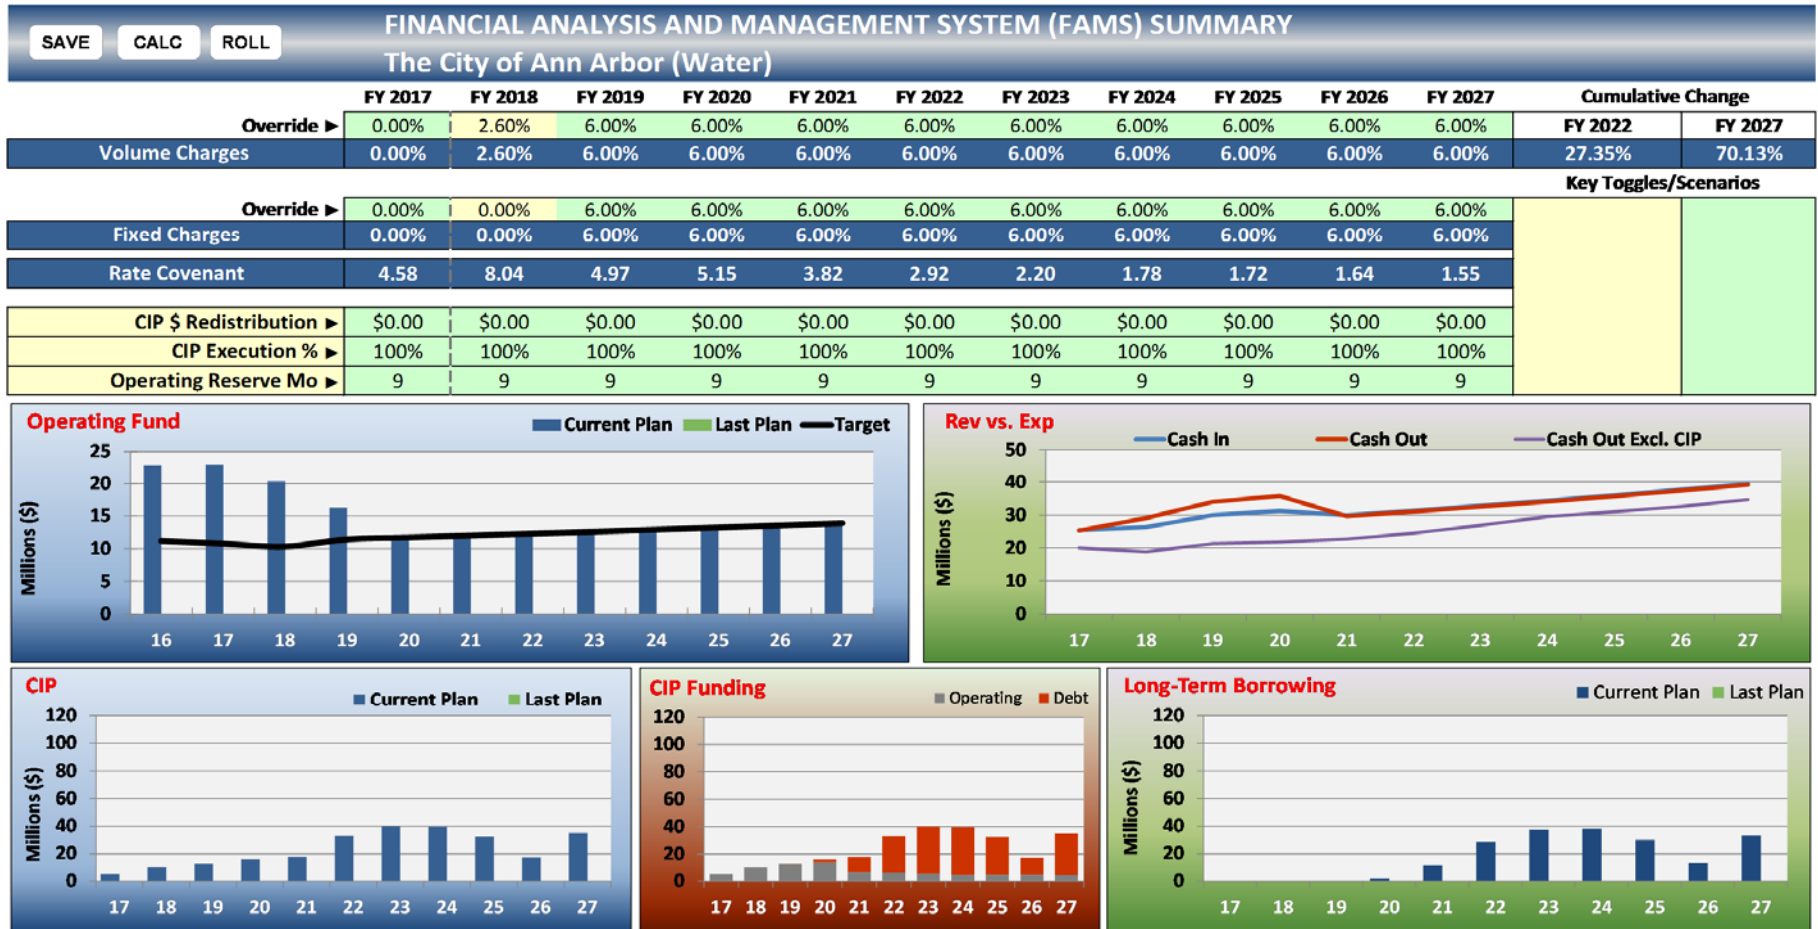 SAVE CALC ROLL
FINANCIAL ANALYSIS AND MANAGEMENT SYSTEM (FAMS) SUMMARY
The City of Ann Arbor (Water)
FY 2017 FY 2018 FY 2019 FY 2020 FY 2021 FY 2022 FY 2023 FY 2024 FY 2025 FY 2026 FY 2027 Cumulative Change
Override ► 0.00% 2.60% 6.00% 6.00% 6.00% 6.00% 6.00% 6.00% 6.00% 6.00% 6.00% FY 2022 FY 2027
Volume Charges 0.00% 2.60% 6.00% 6.00% 6.00% 6.00% 6.00% 6.00% 6.00% 6.00% 6.00% 27.35% 70.13%
Key Toggles/Scenarios
Override ► 0.00% 0.00% 6.00% 6.00% 6.00% 6.00% 6.00% 6.00% 6.00% 6.00% 6.00%
Fixed Charges 0.00% 0.00% 6.00% 6.00% 6.00% 6.00% 6.00% 6.00% 6.00% 6.00% 6.00%
Rate Covenant 4.58 8.04 4.97 5.15 3.82 2.92 2.20 1.78 1.72 1.64 1.55
CIP $ Redistribution ► $0.00 $0.00 $0.00 $0.00 $0.00 $0.00 $0.00 $0.00 $0.00 $0.00 $0.00
CIP Execution % ► 100% 100% 100% 100% 100% 100% 100% 100% 100% 100% 100%
Operating Reserve Mo ► 9 9 9 9 9 9 9 9 9 9 9
Operating Fund
Current Plan Last Plan Target
Millions ($)
25
20
15
10
5
0
16 17 18 19 20 21 22 23 24 25 26 27
Rev vs. Exp
Cash In Cash Out Cash Out Excl. CIP
Millions ($)
50
40
30
20
10
0
17 18 19 20 21 22 23 24 25 26 27
CIP
Current Plan Last Plan
Millions ($)
120
100
80
60
40
20
0
17 18 19 20 21 22 23 24 25 26 27
CIP Funding
Operating Debt
120
100
80
60
40
20
0
17 18 19 20 21 22 23 24 25 26 27
Long-Term Borrowing
Current Plan Last Plan
Millions ($)
120
100
80
60
40
20
0
17 18 19 20 21 22 23 24 25 26 27